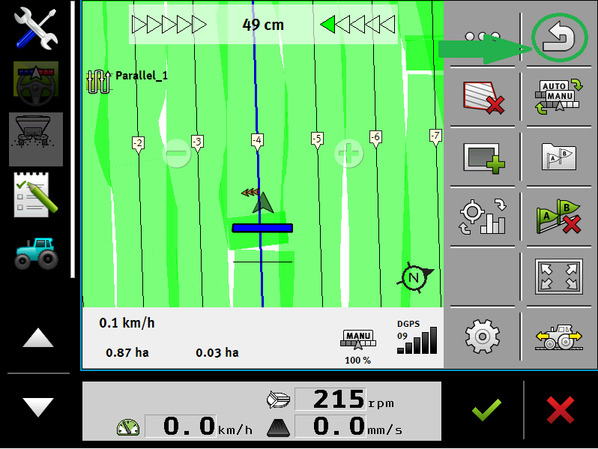 49 cm
AUTO
MANU
Parallel_1
-2
-3
-4
-5
-6
-7
A
B
N
0.1 km/h
DGPS
09
MANU
0.87 ha
0.03 ha
100 %
215 rpm
0.0 km/h
0.0 mm/s